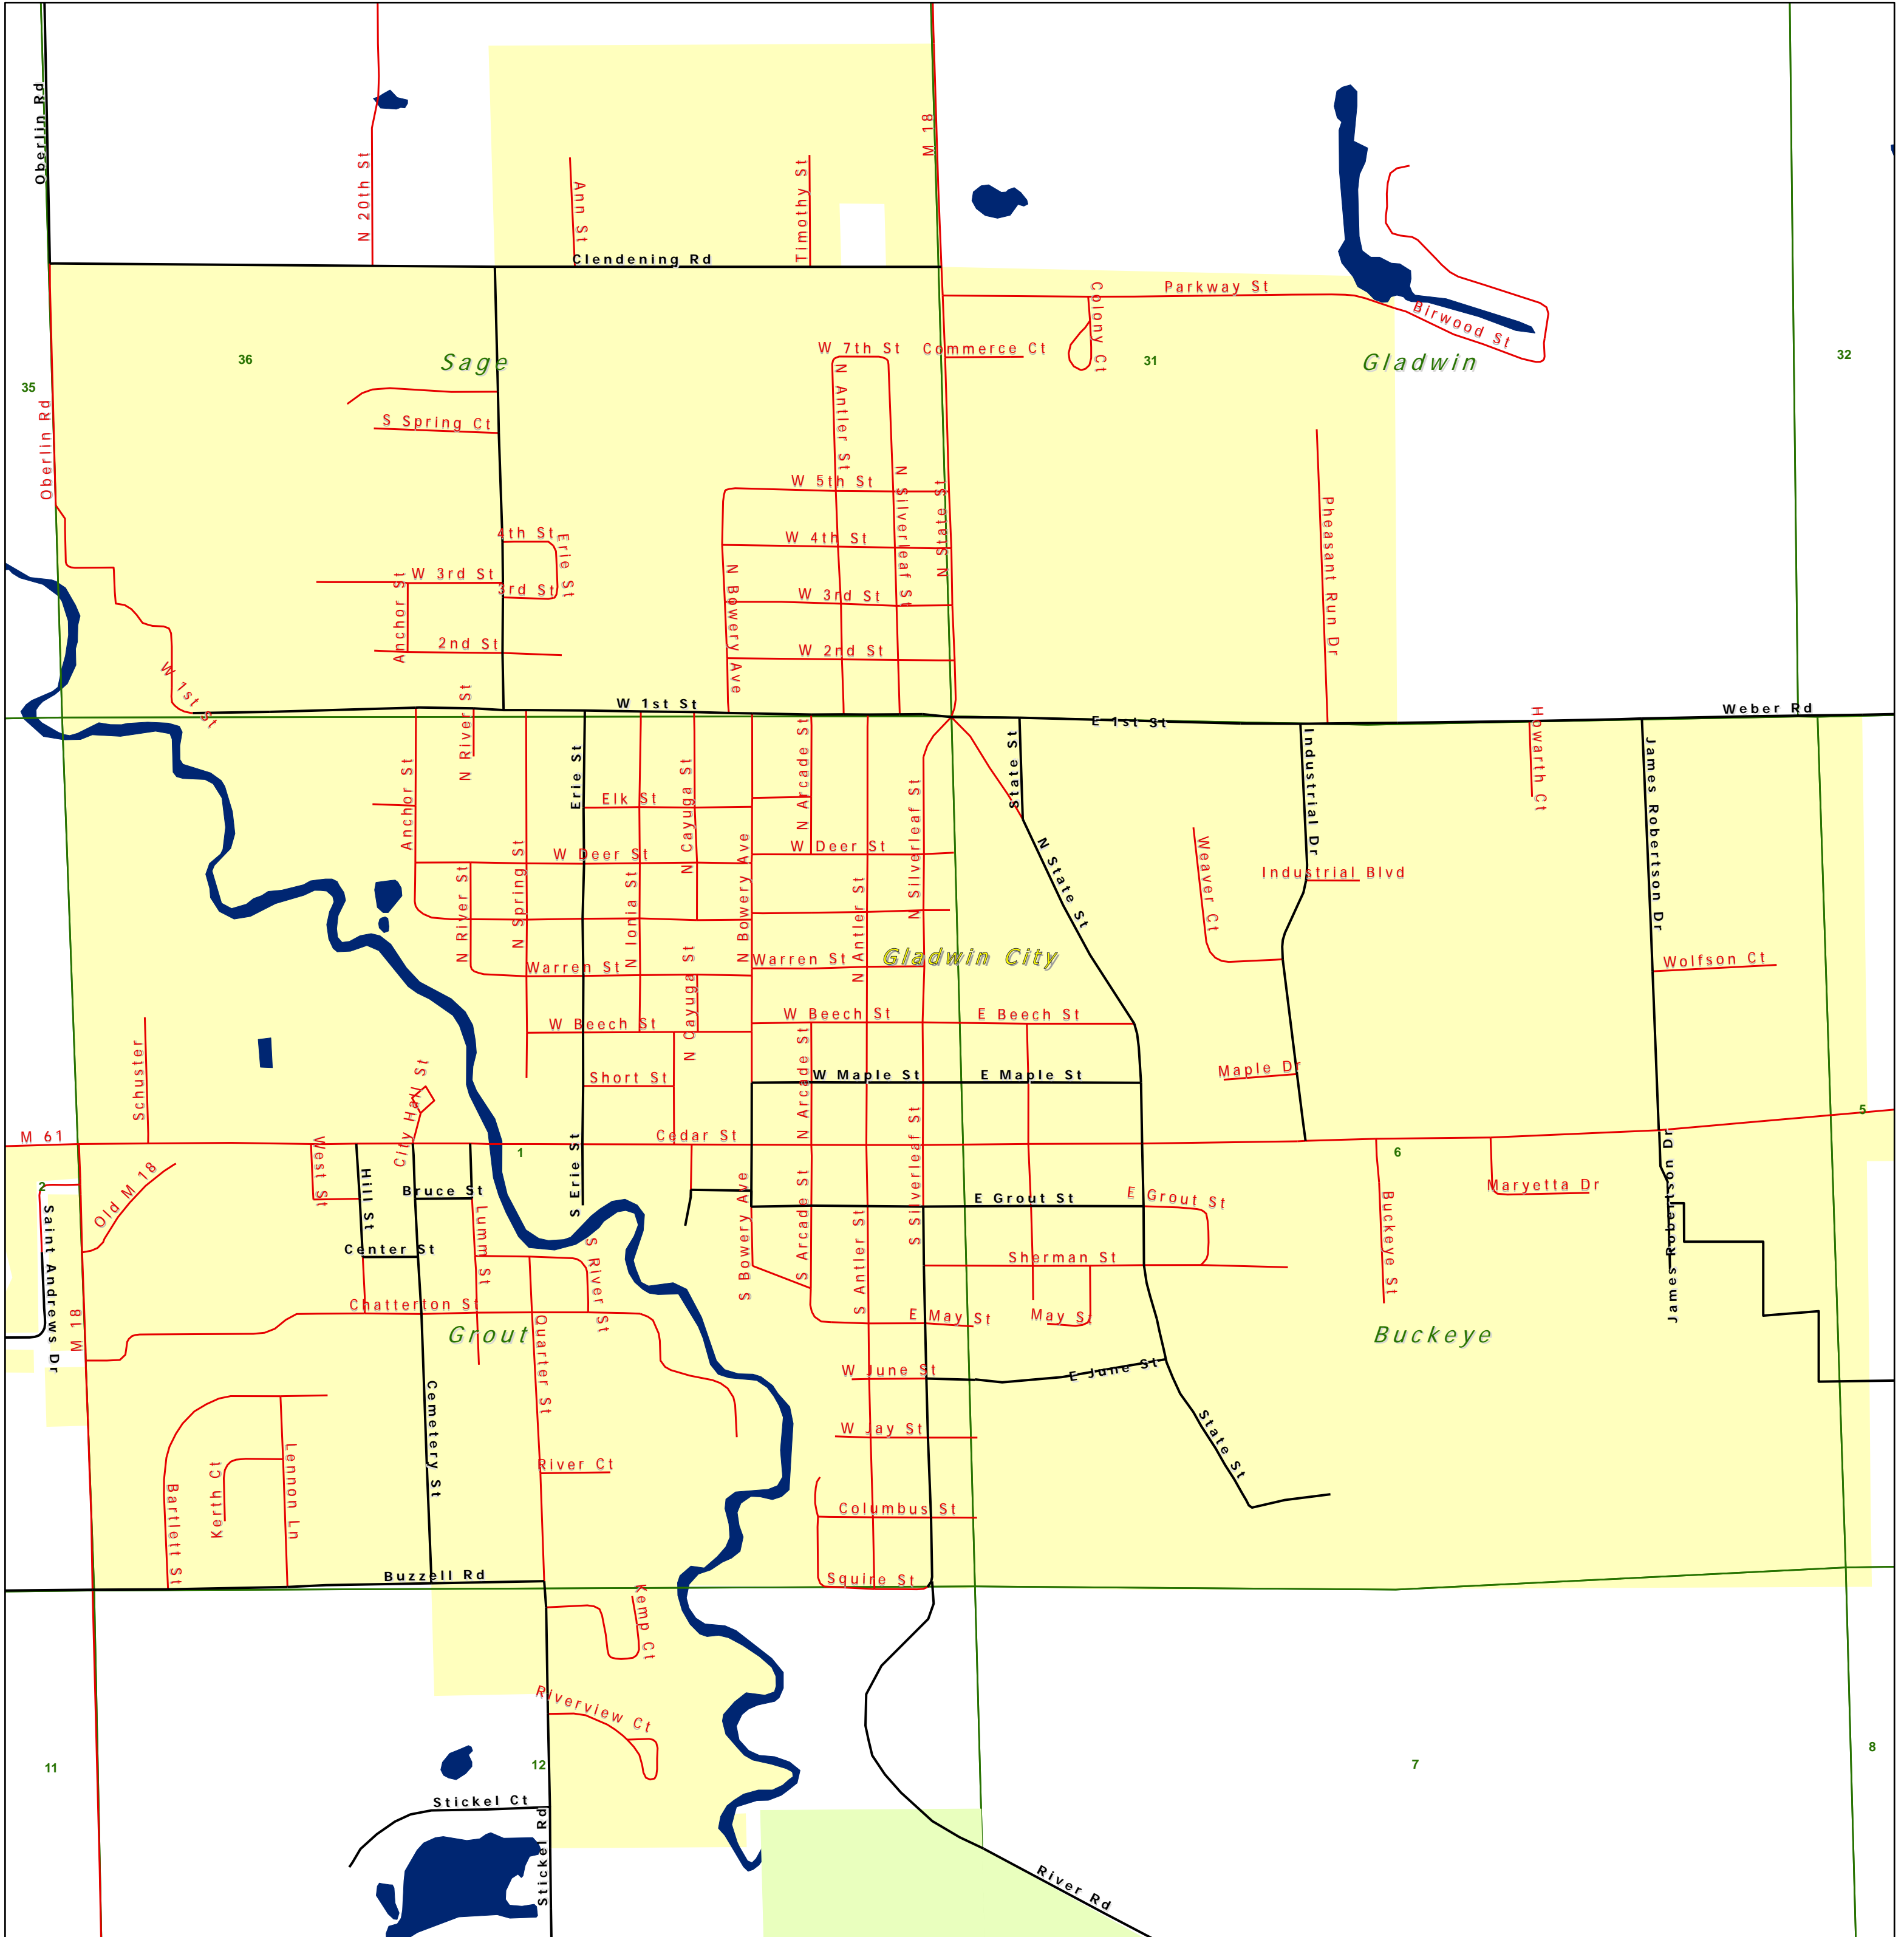 Oberlin Rd
N 20th St
Ann St
Timothy St
M 18
Clendening Rd
Parkway St
Colony Ct
Birwood St
W 7th St
Commerce Ct
36
Sage
31
Gladwin
32
35
Oberlin Rd
S Spring Ct
N Antler St
N Silverleaf St
N State St
W 5th St
Pheasant Run Dr
4th St
Erie St
W 4th St
W 3rd St
3rd St
Anchor St
N Bowery Ave
W 3rd St
2nd St
W 2nd St
W 1st St
N River St
W 1st St
E 1st St
Weber Rd
Howarth Ct
Anchor St
Erie St
N Cayuga St
N Arcade St
State St
Industrial Dr
James Robertson Dr
Elk St
N Silverleaf St
W Deer St
W Deer St
N State St
Weaver Ct
Industrial Blvd
N River St
N Spring St
N Ionia St
N Bowery Ave
N Antler St
Gladwin City
Warren St
Warren St
Wolfson Ct
N Cayuga St
W Beech St
W Beech St
E Beech St
Schuster
City Hall St
Short St
W Maple St
E Maple St
Maple Dr
N Arcade St
M 61
Cedar St
5
1
6
2
West St
Hill St
Old M 18
S Erie St
S Silverleaf St
James Robertson Dr
Saint Andrews Dr
Bruce St
Lumm St
S Bowery Ave
S Arcade St
S Antler St
E Grout St
E Grout St
Maryetta Dr
Buckeye St
Center St
S River St
Sherman St
Chatterton St
E May St
May St
M 18
Grout
Quarter St
Buckeye
W June St
E June St
Cemetery St
W Jay St
State St
Lennon Ln
Kerth Ct
Bartlett St
River Ct
Columbus St
Buzzell Rd
Squire St
Kemp Ct
Riverview Ct
11
12
7
8
Stickel Ct
Stickel Rd
River Rd